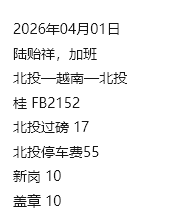 2026年04月01日
陆贻祥，加班
北投—越南—北投
桂 FB2152
北投过磅 17
北投停车费55
新岗 10
盖章 10